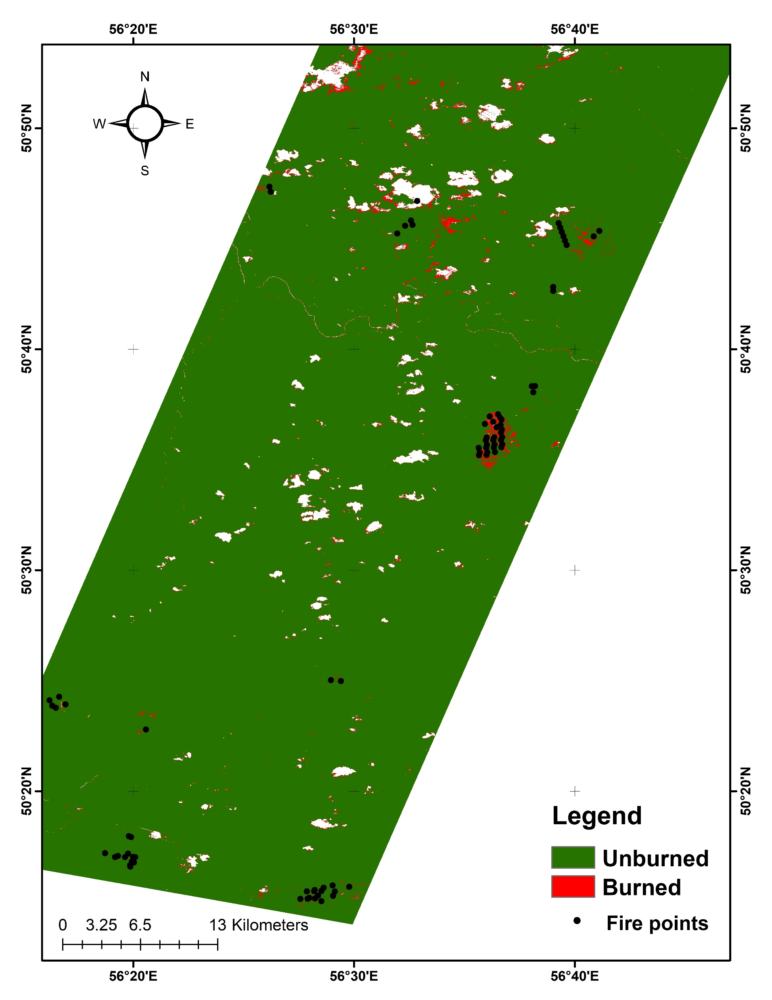 56°20'E 56°30'E 56°40'E
N
W E
S
50°50'N 50°50'N
50°40'N 50°40'N
50°30'N 50°30'N
50°20'N 50°20'N
Legend
Unburned
Burned
Fire points
0 3.25 6.5 13 Kilometers
56°20'E 56°30'E 56°40'E